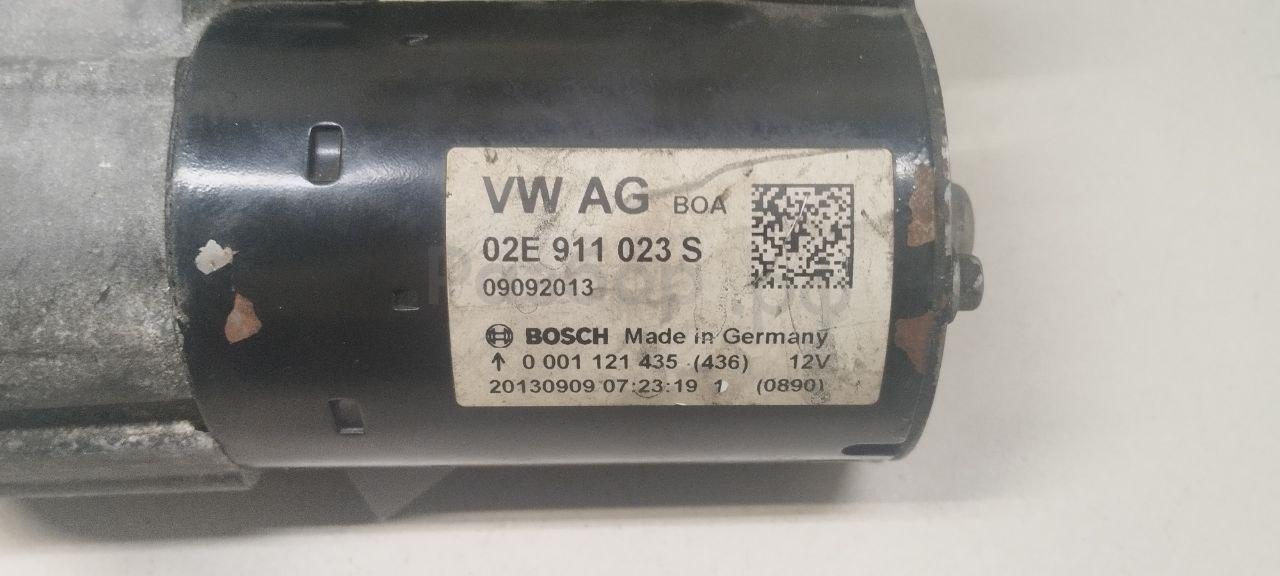 VW AG BOA
02E 911 023 S
09092013
BOSCH Made in Germany
↑ 0 001 121 435 (436) 12V
20130909 07:23:19 1 (0890)